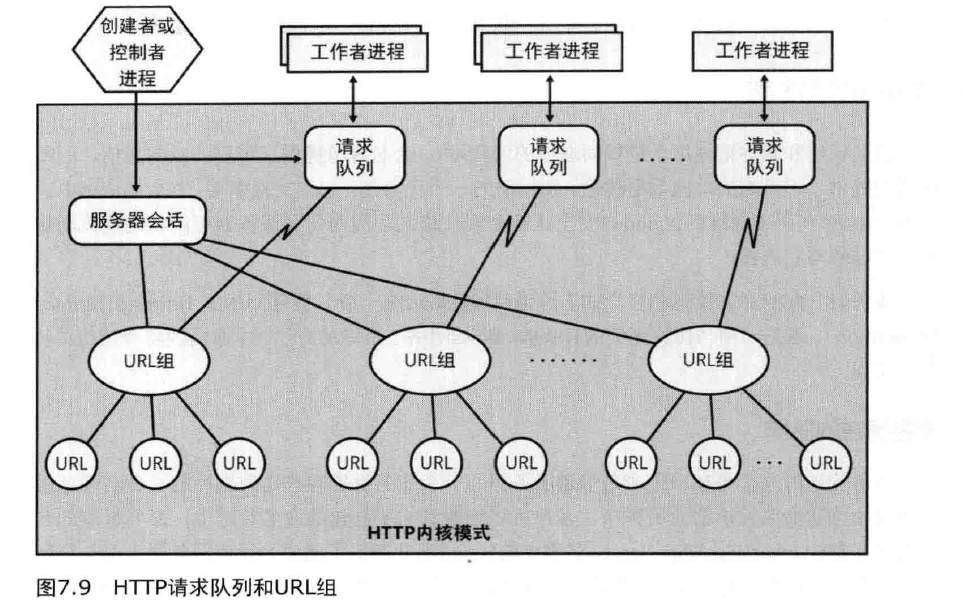 创建者或
控制者
进程
工作者进程
工作者进程
工作者进程
请求
队列
请求
队列
......
请求
队列
服务器会话
URL组
URL组
........
URL组
URL
URL
URL
URL
URL
URL
URL
URL
...
URL
HTTP内核模式
图7.9 HTTP请求队列和URL组